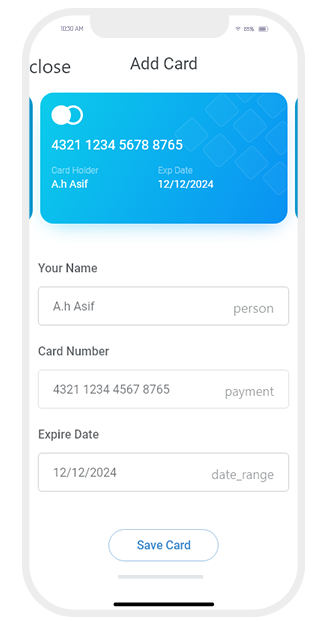 10:30 AM
85%
close
Add Card
4321 1234 5678 8765
Card Holder
Exp Date
A.h Asif
12/12/2024
Your Name
A.h Asif
person
Card Number
4321 1234 4567 8765
payment
Expire Date
12/12/2024
date_range
Save Card